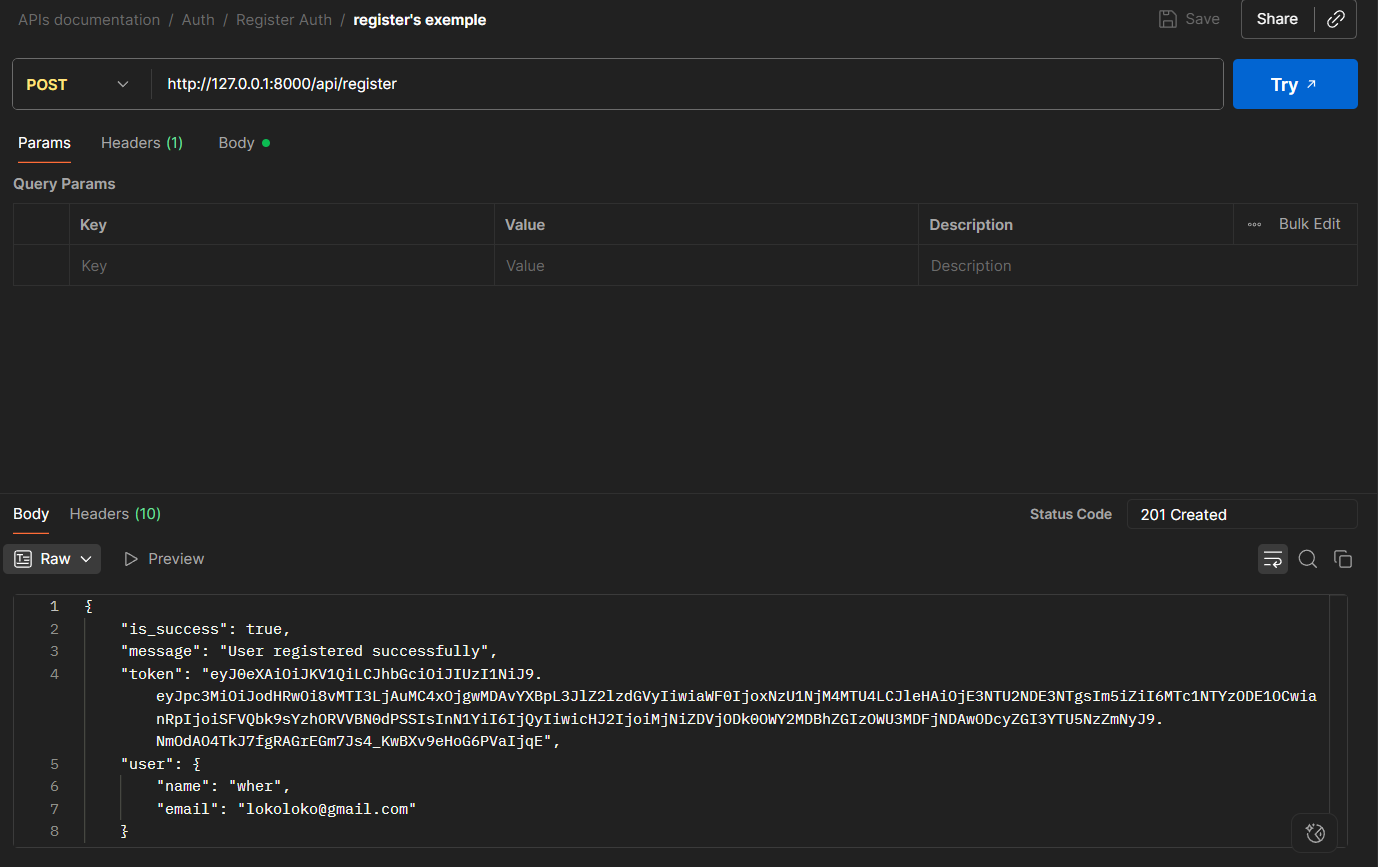 APIs documentation / Auth / Register Auth / register's exemple
Save
Share
POST
http://127.0.0.1:8000/api/register
Try
Params
Headers (1)
Body
Query Params
Key
Value
Description
Bulk Edit
Key
Value
Description
Body
Headers (10)
Status Code
201 Created
Raw
Preview
1 {
2 "is_success": true,
3 "message": "User registered successfully",
4 "token": "eyJ0eXAiOiJKV1QiLCJhbGciOiJIUzI1NiJ9.
eyJpc3MiOiJodHRwOi8vMTI3LjAuMC4xOjgwMDAvYXBpL3JlZ2lzdGVyIiwiaWF0IjoxNzU1NjM4MTU4LCJleHAiOjE3NTU2NDE3NTgsIm5iZiI6MTc1NTYzODE1OCwia
nRpIjoiSFVQbk9sYzhORVVBN0dPSSIsInN1YiI6IjQyIiwicHJ2IjoiMjNiZDVjODk0OWY2MDBhZGIzOWU3MDFjNDAwODcyZGI3YTU5NzZmNyJ9.
NmOdAO4TkJ7fgRAGrEGm7Js4_KwBXv9eHoG6PVaIjqE",
5 "user": {
6 "name": "wher",
7 "email": "lokoloko@gmail.com"
8 }